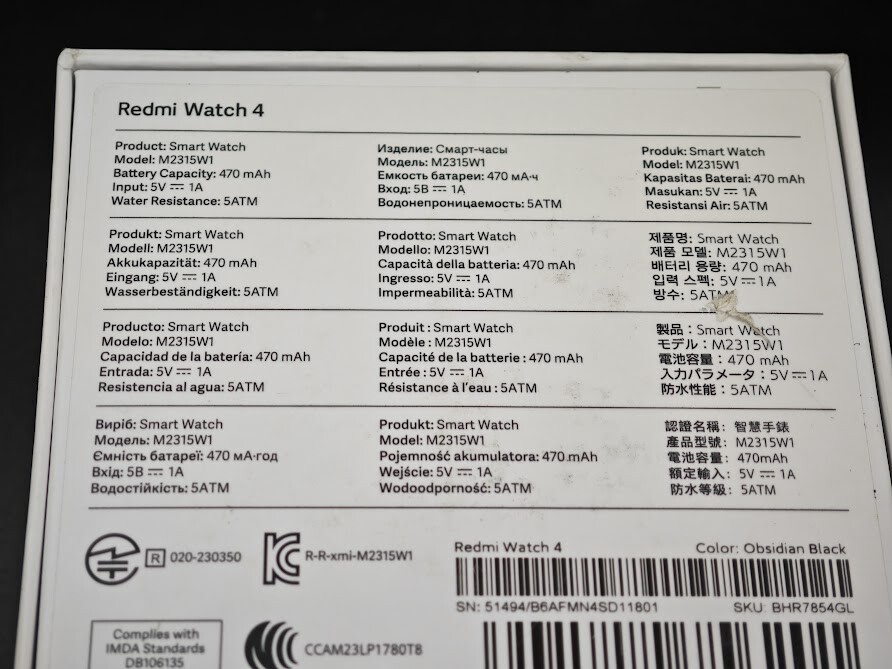 Redmi Watch 4
Product: Smart Watch
Model: M2315W1
Battery Capacity: 470 mAh
Input: 5V ⎓ 1A
Water Resistance: 5ATM
Изделие: Смарт-часы
Модель: M2315W1
Емкость батареи: 470 мА·ч
Вход: 5В ⎓ 1A
Водонепроницаемость: 5ATM
Produk: Smart Watch
Model: M2315W1
Kapasitas Baterai: 470 mAh
Masukan: 5V ⎓ 1A
Resistansi Air: 5ATM
Produkt: Smart Watch
Modell: M2315W1
Akkukapazität: 470 mAh
Eingang: 5V ⎓ 1A
Wasserbeständigkeit: 5ATM
Prodotto: Smart Watch
Modello: M2315W1
Capacità della batteria: 470 mAh
Ingresso: 5V ⎓ 1A
Impermeabilità: 5ATM
제품명: Smart Watch
제품 모델: M2315W1
배터리 용량: 470 mAh
입력 스펙: 5V ⎓ 1A
방수: 5ATM
Producto: Smart Watch
Modelo: M2315W1
Capacidad de la batería: 470 mAh
Entrada: 5V ⎓ 1A
Resistencia al agua: 5ATM
Produit : Smart Watch
Modèle : M2315W1
Capacité de la batterie : 470 mAh
Entrée : 5V ⎓ 1A
Résistance à l'eau : 5ATM
製品：Smart Watch
モデル：M2315W1
電池容量：470 mAh
入力パラメータ：5V ⎓ 1A
防水性能：5ATM
Виріб: Smart Watch
Модель: M2315W1
Ємність батареї: 470 мА·год
Вхід: 5В ⎓ 1A
Водостійкість: 5ATM
Produkt: Smart Watch
Model: M2315W1
Pojemność akumulatora: 470 mAh
Wejście: 5V ⎓ 1A
Wodoodporność: 5ATM
認證名稱：智慧手錶
產品型號：M2315W1
電池容量：470mAh
額定輸入：5V ⎓ 1A
防水等級：5ATM
R 020-230350
R-R-xmi-M2315W1
Redmi Watch 4 Color: Obsidian Black
SN: 51494/B6AFMN4SD11801 SKU: BHR7854GL
Complies with
IMDA Standards
DB106135
CCAM23LP1780T8